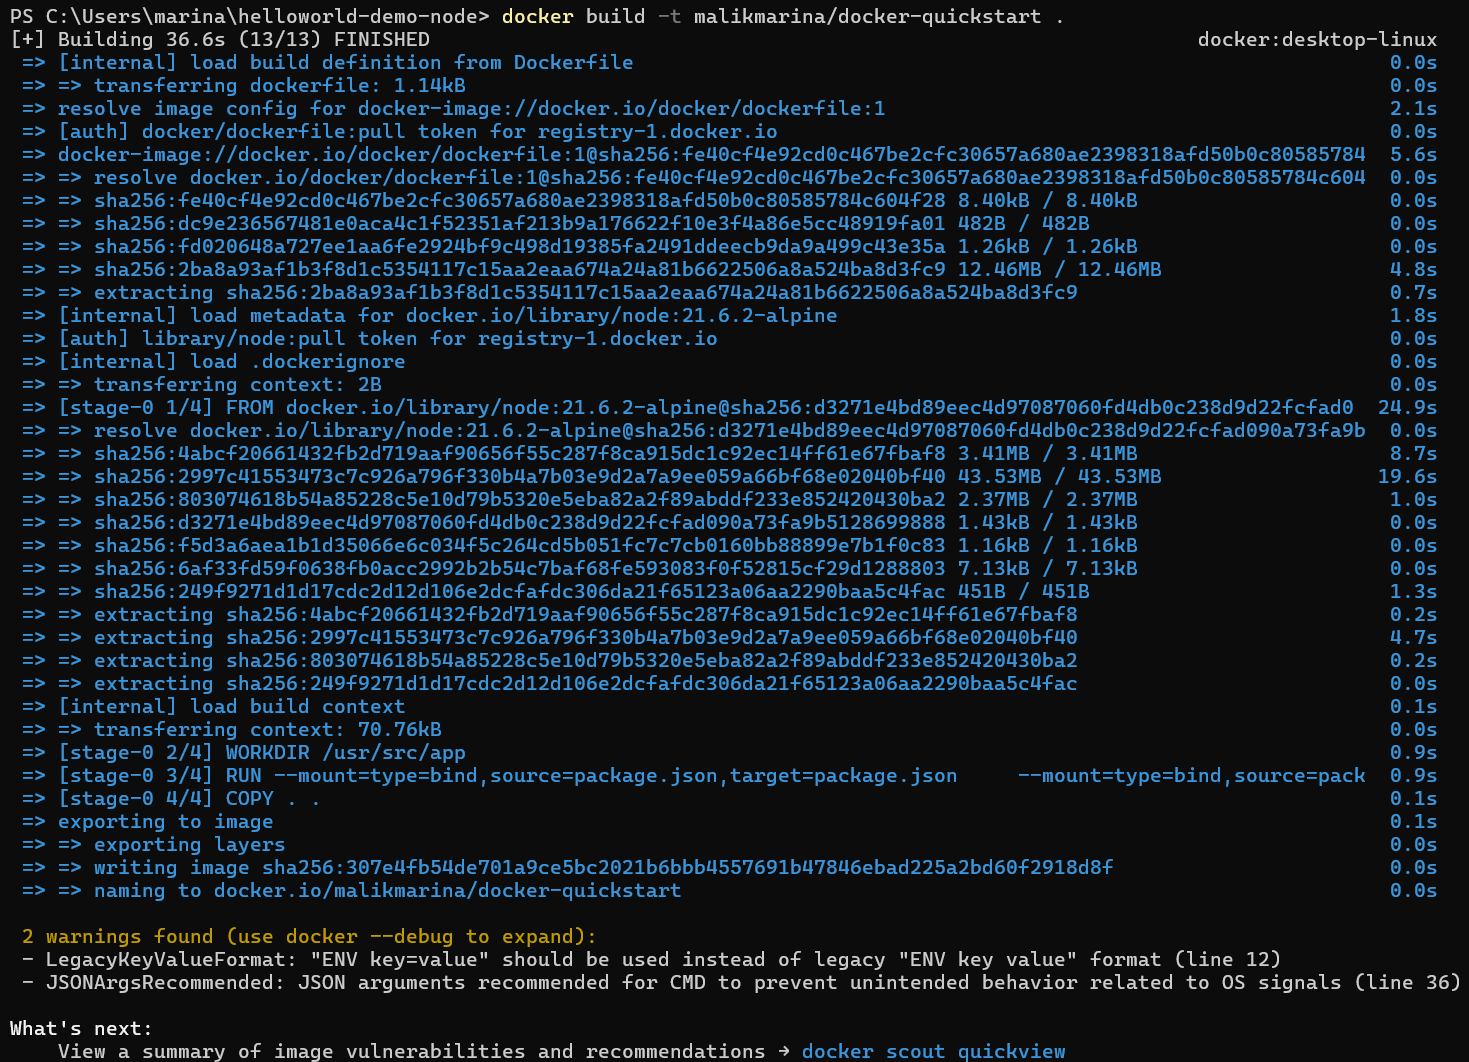 PS C:\Users\marina\helloworld-demo-node> docker build -t malikmarina/docker-quickstart .
[+] Building 36.6s (13/13) FINISHED docker:desktop-linux
=> [internal] load build definition from Dockerfile 0.0s
=> => transferring dockerfile: 1.14kB 0.0s
=> resolve image config for docker-image://docker.io/docker/dockerfile:1 2.1s
=> [auth] docker/dockerfile:pull token for registry-1.docker.io 0.0s
=> docker-image://docker.io/docker/dockerfile:1@sha256:fe40cf4e92cd0c467be2cfc30657a680ae2398318afd50b0c80585784 5.6s
=> => resolve docker.io/docker/dockerfile:1@sha256:fe40cf4e92cd0c467be2cfc30657a680ae2398318afd50b0c80585784c604 0.0s
=> => sha256:fe40cf4e92cd0c467be2cfc30657a680ae2398318afd50b0c80585784c604f28 8.40kB / 8.40kB 0.0s
=> => sha256:dc9e236567481e0aca4c1f52351af213b9a176622f10e3f4a86e5cc48919fa01 482B / 482B 0.0s
=> => sha256:fd020648a727ee1aa6fe2924bf9c498d19385fa2491ddeecb9da9a499c43e35a 1.26kB / 1.26kB 0.0s
=> => sha256:2ba8a93af1b3f8d1c5354117c15aa2eaa674a24a81b6622506a8a524ba8d3fc9 12.46MB / 12.46MB 4.8s
=> => extracting sha256:2ba8a93af1b3f8d1c5354117c15aa2eaa674a24a81b6622506a8a524ba8d3fc9 0.7s
=> [internal] load metadata for docker.io/library/node:21.6.2-alpine 1.8s
=> [auth] library/node:pull token for registry-1.docker.io 0.0s
=> [internal] load .dockerignore 0.0s
=> => transferring context: 2B 0.0s
=> [stage-0 1/4] FROM docker.io/library/node:21.6.2-alpine@sha256:d3271e4bd89eec4d97087060fd4db0c238d9d22fcfad0 24.9s
=> => resolve docker.io/library/node:21.6.2-alpine@sha256:d3271e4bd89eec4d97087060fd4db0c238d9d22fcfad090a73fa9b 0.0s
=> => sha256:4abcf20661432fb2d719aaf90656f55c287f8ca915dc1c92ec14ff61e67fbaf8 3.41MB / 3.41MB 8.7s
=> => sha256:2997c41553473c7c926a796f330b4a7b03e9d2a7a9ee059a66bf68e02040bf40 43.53MB / 43.53MB 19.6s
=> => sha256:803074618b54a85228c5e10d79b5320e5eba82a2f89abddf233e852420430ba2 2.37MB / 2.37MB 1.0s
=> => sha256:d3271e4bd89eec4d97087060fd4db0c238d9d22fcfad090a73fa9b5128699888 1.43kB / 1.43kB 0.0s
=> => sha256:f5d3a6aea1b1d35066e6c034f5c264cd5b051fc7c7cb0160bb88899e7b1f0c83 1.16kB / 1.16kB 0.0s
=> => sha256:6af33fd59f0638fb0acc2992b2b54c7baf68fe593083f0f52815cf29d1288803 7.13kB / 7.13kB 0.0s
=> => sha256:249f9271d1d17cdc2d12d106e2dcfafdc306da21f65123a06aa2290baa5c4fac 451B / 451B 1.3s
=> => extracting sha256:4abcf20661432fb2d719aaf90656f55c287f8ca915dc1c92ec14ff61e67fbaf8 0.2s
=> => extracting sha256:2997c41553473c7c926a796f330b4a7b03e9d2a7a9ee059a66bf68e02040bf40 4.7s
=> => extracting sha256:803074618b54a85228c5e10d79b5320e5eba82a2f89abddf233e852420430ba2 0.2s
=> => extracting sha256:249f9271d1d17cdc2d12d106e2dcfafdc306da21f65123a06aa2290baa5c4fac 0.0s
=> [internal] load build context 0.1s
=> => transferring context: 70.76kB 0.0s
=> [stage-0 2/4] WORKDIR /usr/src/app 0.9s
=> [stage-0 3/4] RUN --mount=type=bind,source=package.json,target=package.json --mount=type=bind,source=pack 0.9s
=> [stage-0 4/4] COPY . . 0.1s
=> exporting to image 0.1s
=> => exporting layers 0.0s
=> => writing image sha256:307e4fb54de701a9ce5bc2021b6bbb4557691b47846ebad225a2bd60f2918d8f 0.0s
=> => naming to docker.io/malikmarina/docker-quickstart 0.0s
2 warnings found (use docker --debug to expand):
- LegacyKeyValueFormat: "ENV key=value" should be used instead of legacy "ENV key value" format (line 12)
- JSONArgsRecommended: JSON arguments recommended for CMD to prevent unintended behavior related to OS signals (line 36)
What's next:
View a summary of image vulnerabilities and recommendations → docker scout quickview